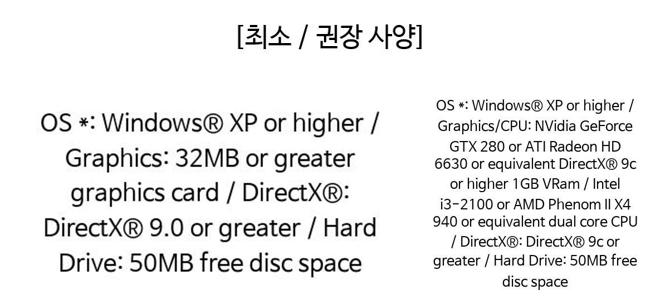 [최소 / 권장 사양]
OS *: Windows® XP or higher /
Graphics: 32MB or greater
graphics card / DirectX®:
DirectX® 9.0 or greater / Hard
Drive: 50MB free disc space
OS *: Windows® XP or higher /
Graphics/CPU: NVidia GeForce
GTX 280 or ATI Radeon HD
6630 or equivalent DirectX® 9c
or higher 1GB VRam / Intel
i3-2100 or AMD Phenom II X4
940 or equivalent dual core CPU
/ DirectX®: DirectX® 9c or
greater / Hard Drive: 50MB free
disc space